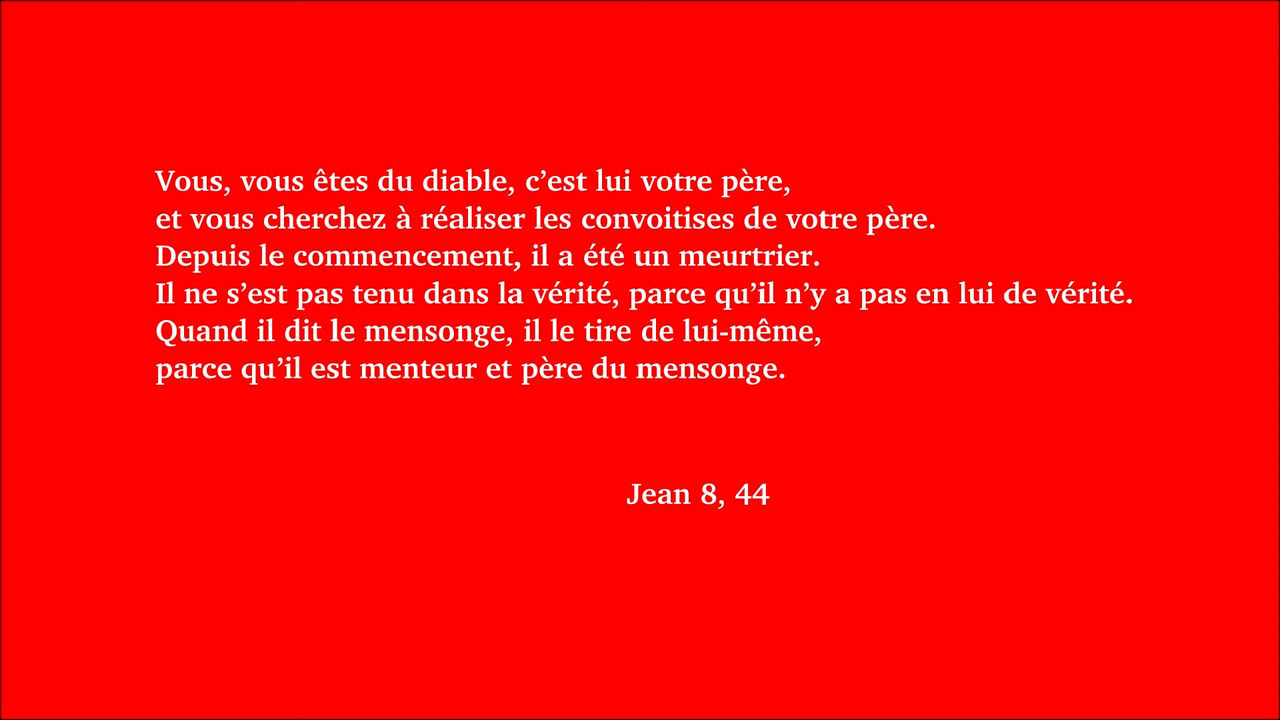 Vous, vous êtes du diable, c’est lui votre père,
et vous cherchez à réaliser les convoitises de votre père.
Depuis le commencement, il a été un meurtrier.
Il ne s’est pas tenu dans la vérité, parce qu’il n’y a pas en lui de vérité.
Quand il dit le mensonge, il le tire de lui-même,
parce qu’il est menteur et père du mensonge.
Jean 8, 44